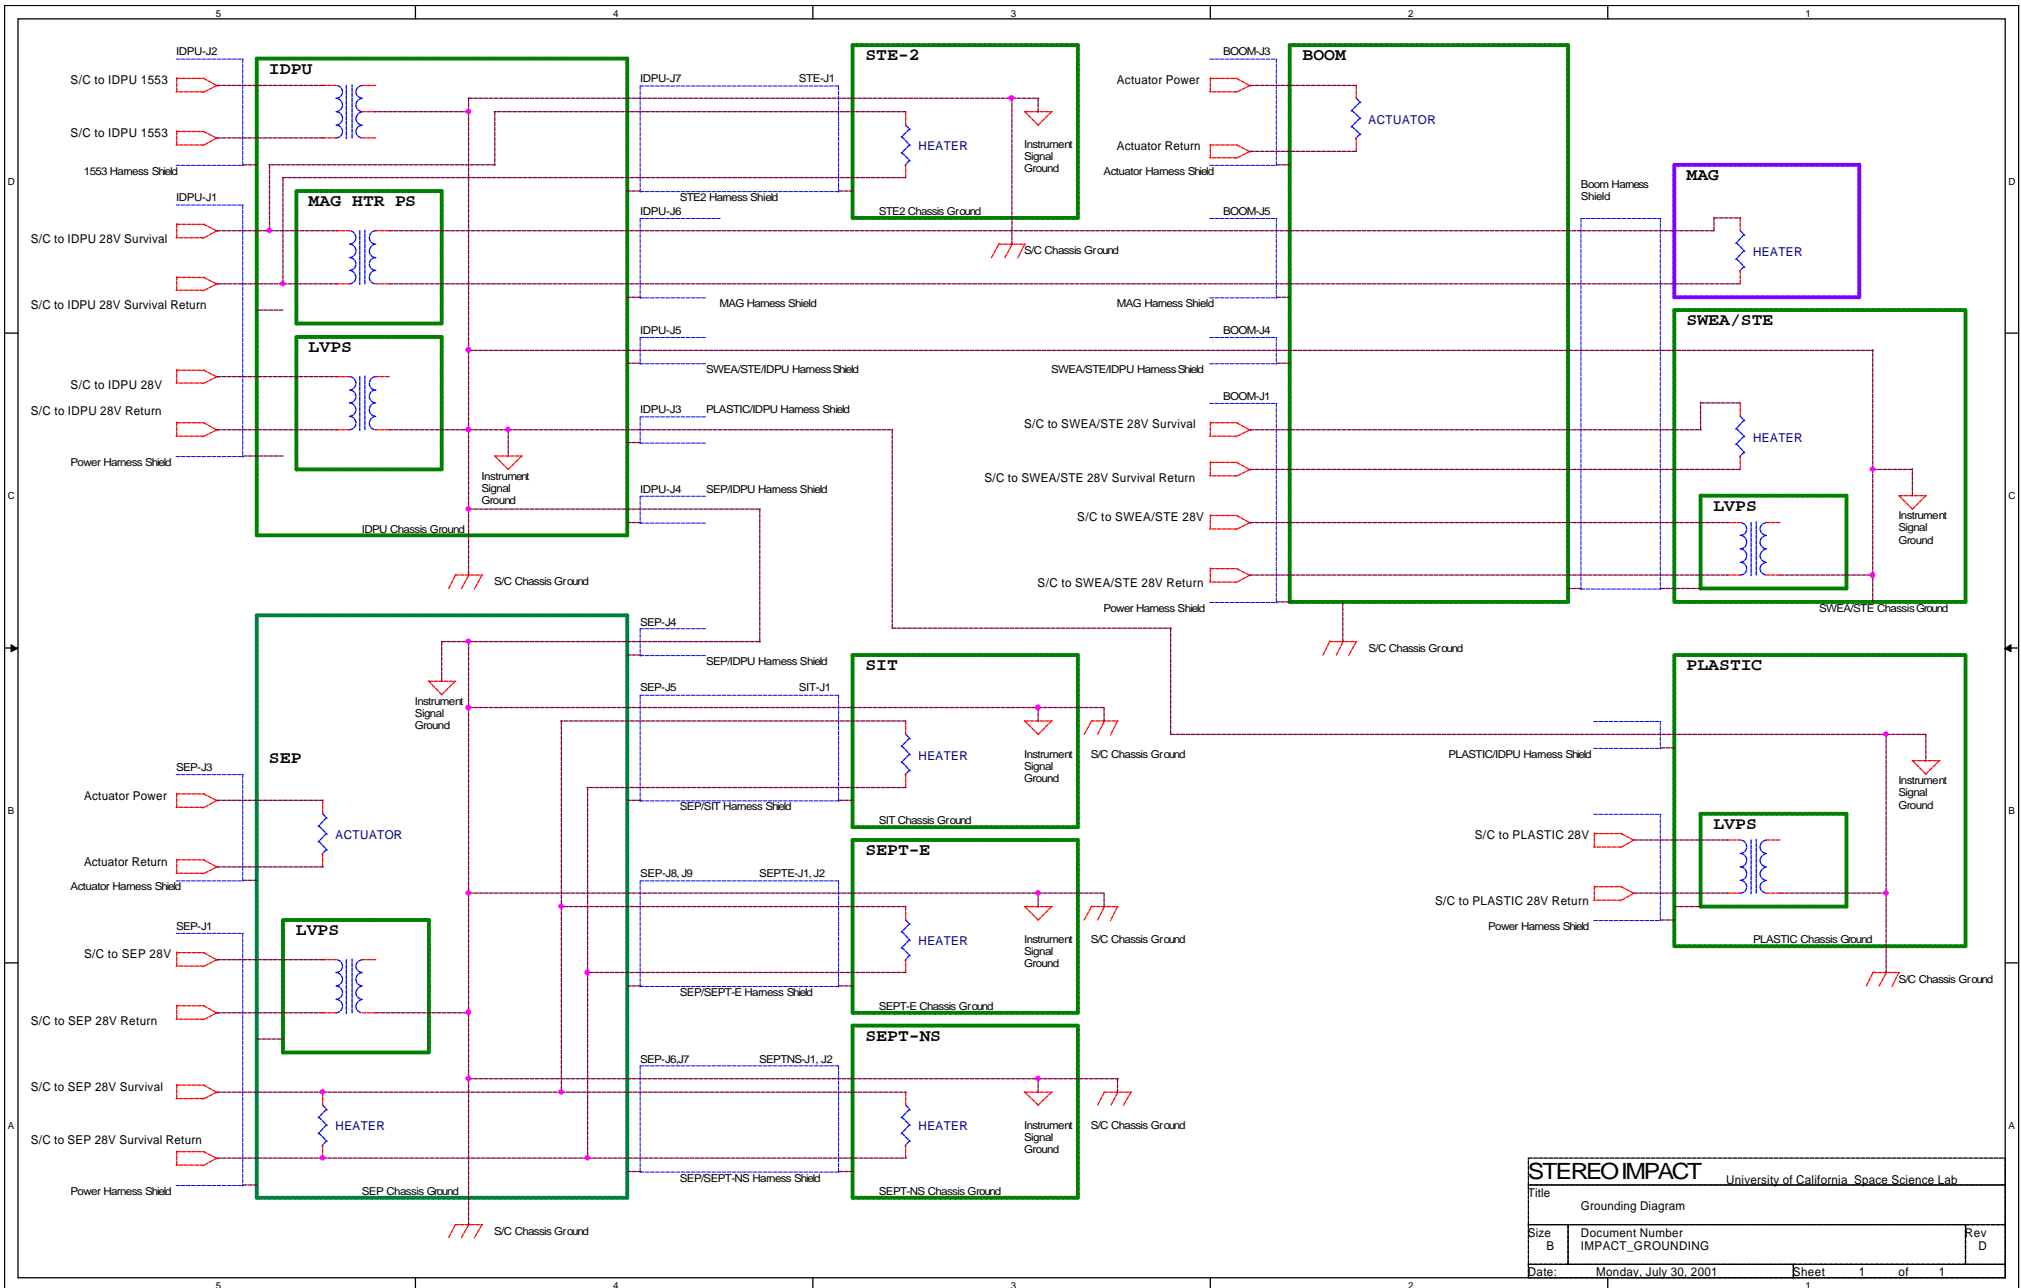 5
4
3
2
1
IDPU-J2
S/C to IDPU 1553
S/C to IDPU 1553
1553 Harness Shield
IDPU
IDPU-J1
S/C to IDPU 28V Survival
S/C to IDPU 28V Survival Return
MAG HTR PS
LVPS
S/C to IDPU 28V
S/C to IDPU 28V Return
Power Harness Shield
Instrument
Signal
Ground
IDPU Chassis Ground
S/C Chassis Ground
IDPU-J7
STE-J1
STE2 Harness Shield
IDPU-J6
MAG Harness Shield
IDPU-J5
SWEA/STE/IDPU Harness Shield
IDPU-J3
PLASTIC/IDPU Harness Shield
IDPU-J4
SEP/IDPU Harness Shield
STE-2
HEATER
Instrument
Signal
Ground
STE2 Chassis Ground
S/C Chassis Ground
BOOM-J3
Actuator Power
Actuator Return
Actuator Harness Shield
BOOM
ACTUATOR
BOOM-J5
MAG Harness Shield
BOOM-J4
SWEA/STE/IDPU Harness Shield
BOOM-J1
S/C to SWEA/STE 28V Survival
S/C to SWEA/STE 28V Survival Return
S/C to SWEA/STE 28V
S/C to SWEA/STE 28V Return
Power Harness Shield
S/C Chassis Ground
Boom Harness
Shield
MAG
HEATER
SWEA/STE
HEATER
LVPS
Instrument
Signal
Ground
SWEA/STE Chassis Ground
D
D
C
C
B
B
A
A
SEP-J4
SEP/IDPU Harness Shield
Instrument
Signal
Ground
SEP
SEP-J3
Actuator Power
Actuator Return
Actuator Harness Shield
ACTUATOR
SEP-J1
S/C to SEP 28V
S/C to SEP 28V Return
LVPS
S/C to SEP 28V Survival
S/C to SEP 28V Survival Return
HEATER
Power Harness Shield
SEP Chassis Ground
S/C Chassis Ground
SEP-J5
SIT-J1
SEP/SIT Harness Shield
SIT
HEATER
Instrument
Signal
Ground
S/C Chassis Ground
SIT Chassis Ground
SEP-J8, J9
SEPTE-J1, J2
SEP/SEPT-E Harness Shield
SEPT-E
HEATER
Instrument
Signal
Ground
S/C Chassis Ground
SEPT-E Chassis Ground
SEP-J6,J7
SEPTNS-J1, J2
SEP/SEPT-NS Harness Shield
SEPT-NS
HEATER
Instrument
Signal
Ground
S/C Chassis Ground
SEPT-NS Chassis Ground
PLASTIC
PLASTIC/IDPU Harness Shield
Instrument
Signal
Ground
S/C to PLASTIC 28V
S/C to PLASTIC 28V Return
Power Harness Shield
LVPS
PLASTIC Chassis Ground
S/C Chassis Ground
STEREO IMPACT
University of California Space Science Lab
Title
Grounding Diagram
Size
B
Document Number
IMPACT_GROUNDING
Rev
D
Date: Monday, July 30, 2001 Sheet 1 of 1
5
4
3
2
1